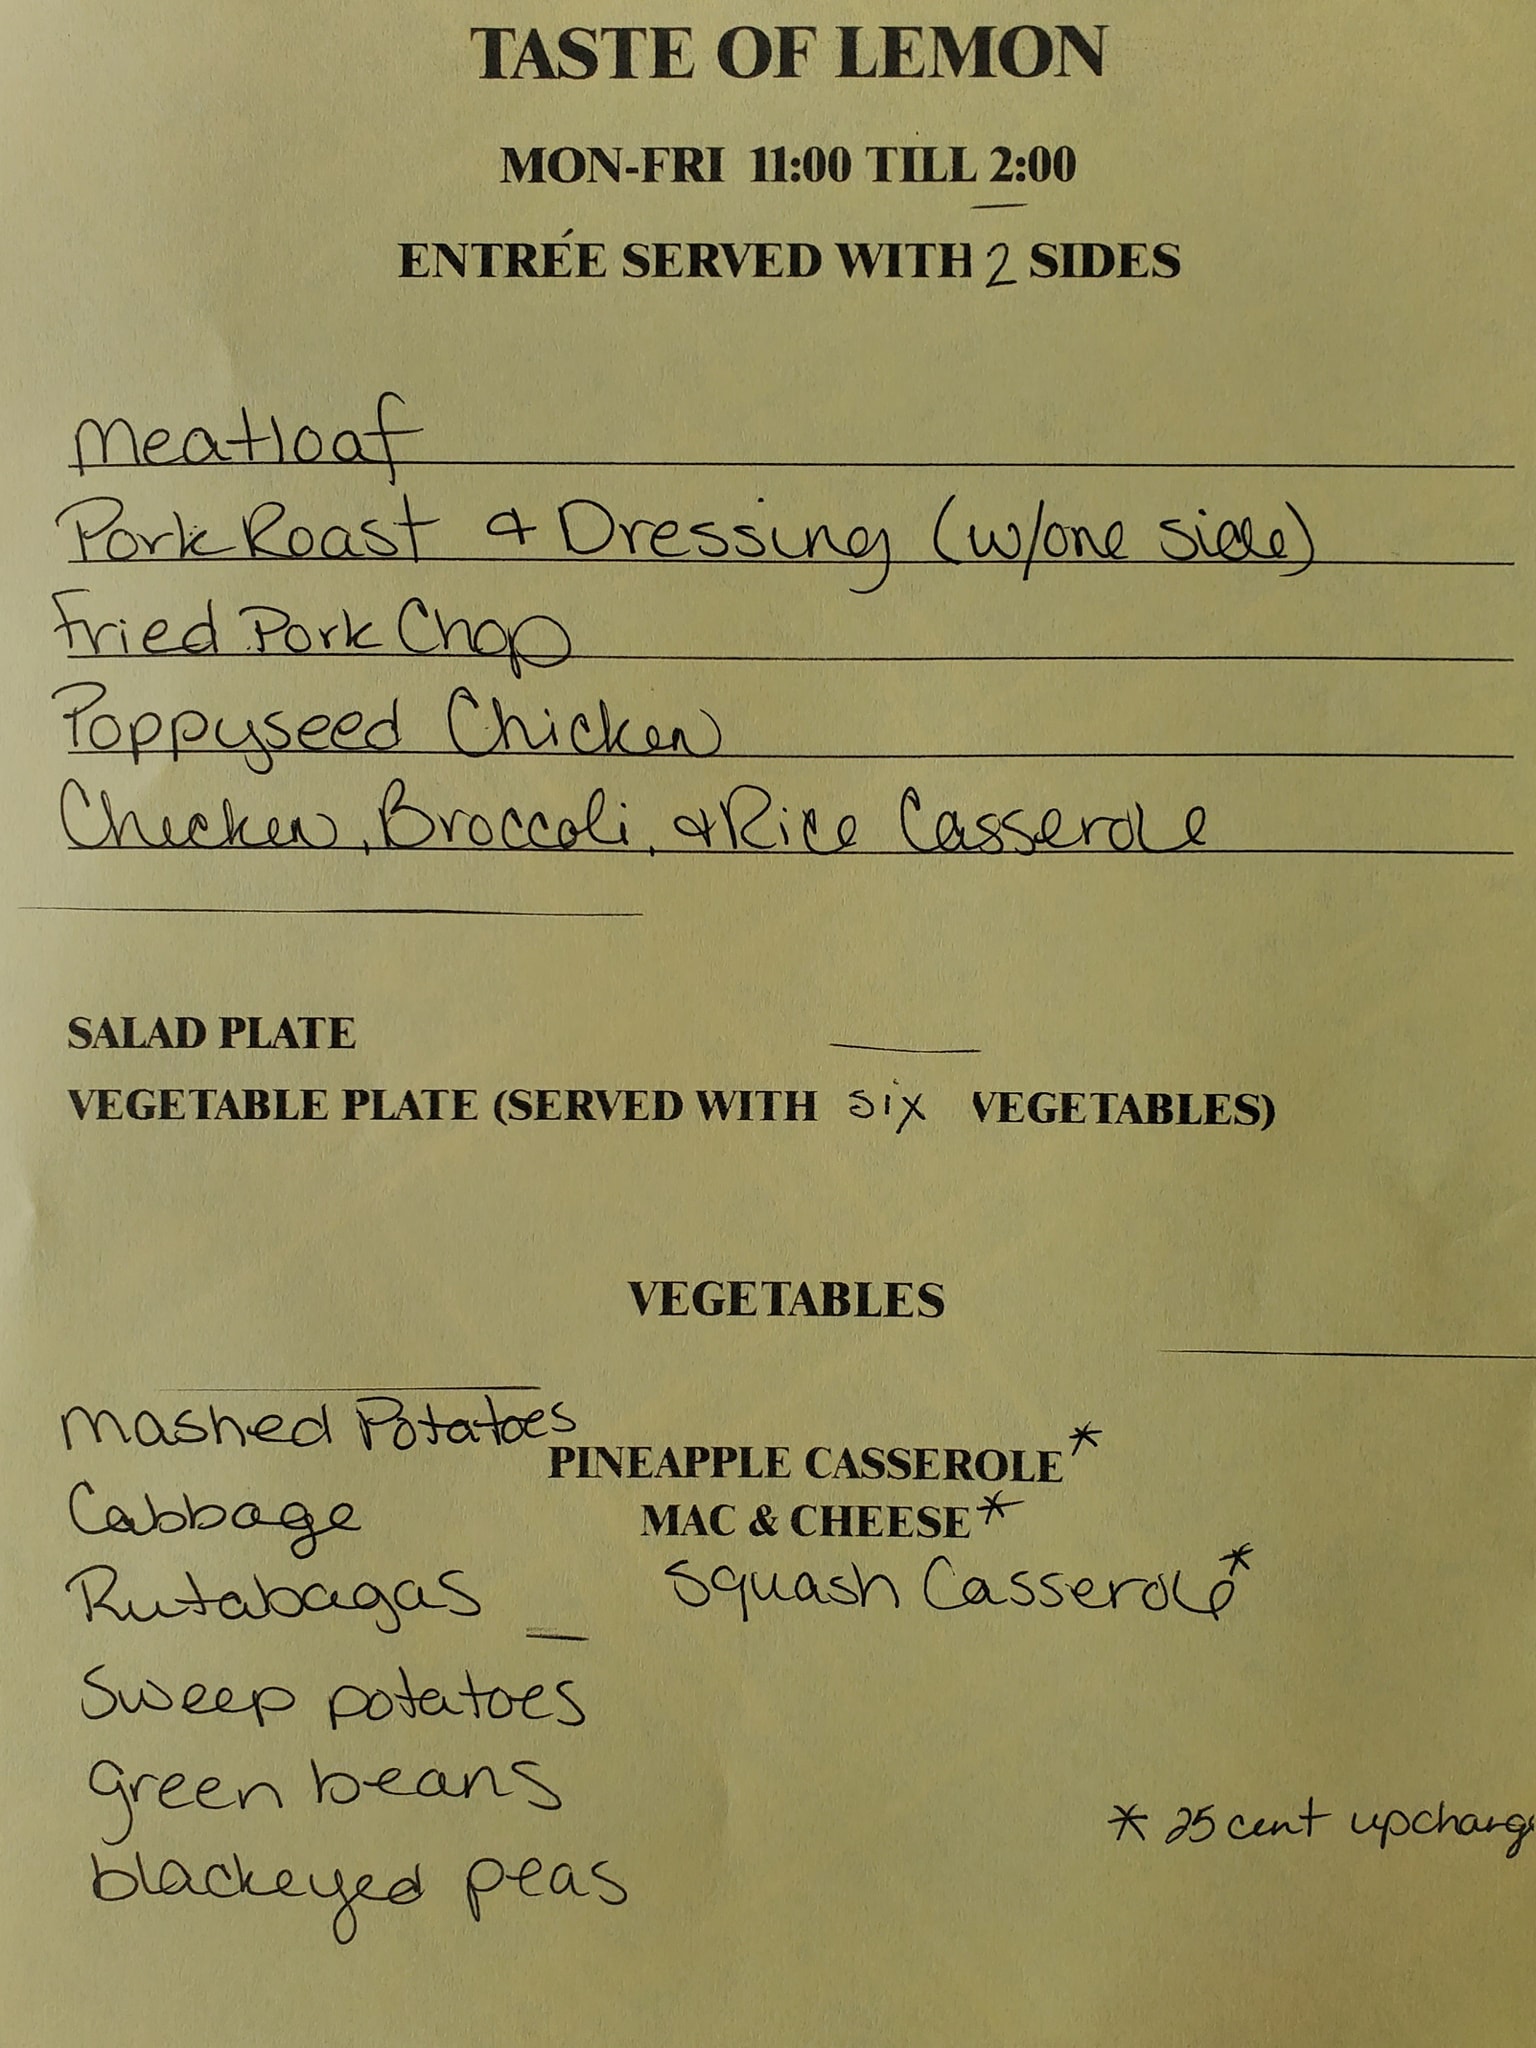 TASTE OF LEMON
MON-FRI 11:00 TILL 2:00
ENTRÉE SERVED WITH 2 SIDES
Meatloaf
Pork Roast & Dressing (w/one side)
Fried Pork Chop
Poppyseed Chicken
Chicken, Broccoli, & Rice Casserole
SALAD PLATE
VEGETABLE PLATE (SERVED WITH six VEGETABLES)
VEGETABLES
Mashed Potatoes
Cabbage
Rutabagas
Sweep potatoes
green beans
blackeyed peas
PINEAPPLE CASSEROLE*
MAC & CHEESE*
Squash Casserole*
* 25 cent upcharge